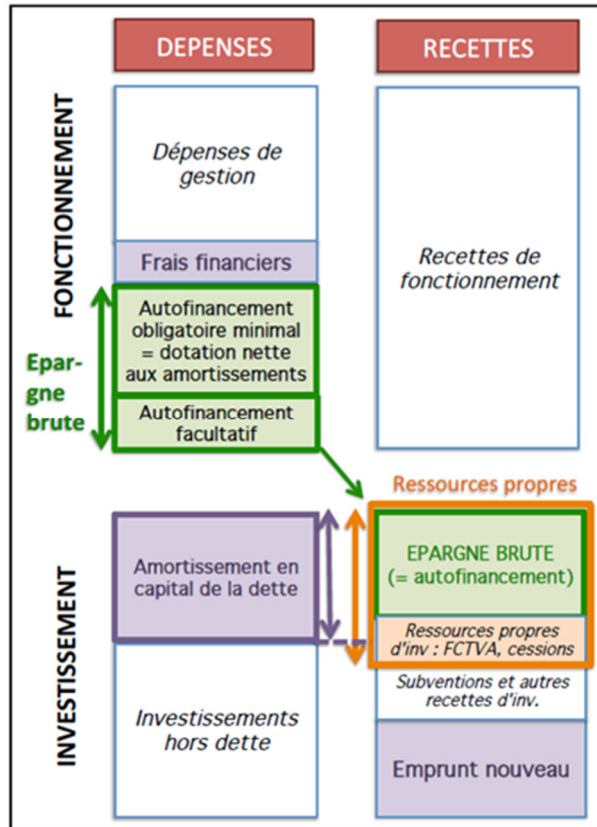 DEPENSES
RECETTES
FONCTIONNEMENT
Dépenses de
gestion
Frais financiers
Autofinancement
obligatoire minimal
= dotation nette
aux amortissements
Autofinancement
facultatif
Epar-
gne
brute
Recettes de
fonctionnement
Ressources propres
INVESTISSEMENT
Amortissement en
capital de la dette
Investissements
hors dette
EPARGNE BRUTE
(= autofinancement)
Ressources propres
d'inv : FCTVA, cessions
Subventions et autres
recettes d'inv.
Emprunt nouveau